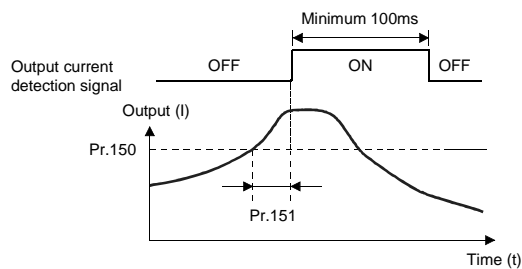 Minimum 100ms
Output current
detection signal
OFF
ON
OFF
Output (I)
Pr.150
Pr.151
Time (t)